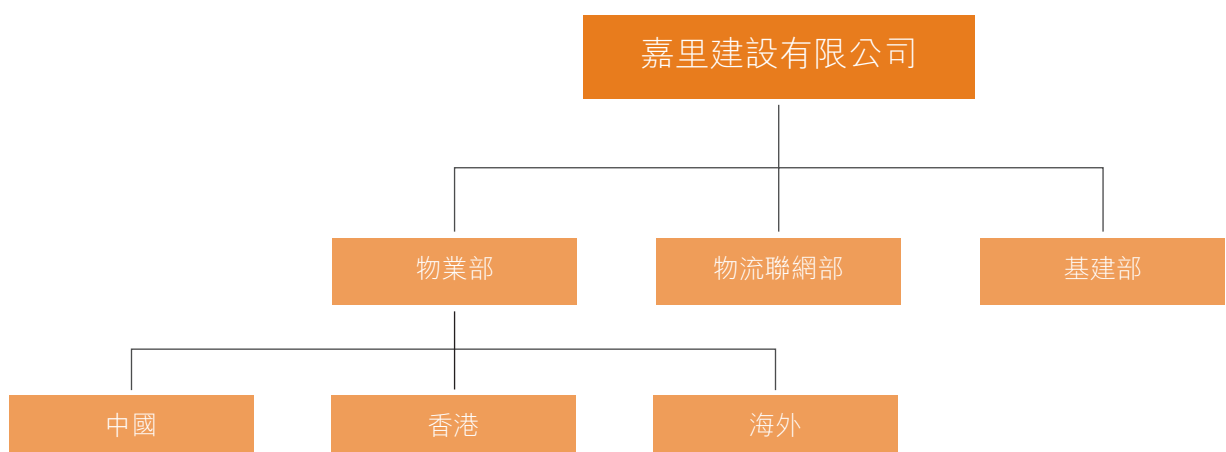 嘉里建設有限公司
物業部
物流聯網部
基建部
中國
香港
海外